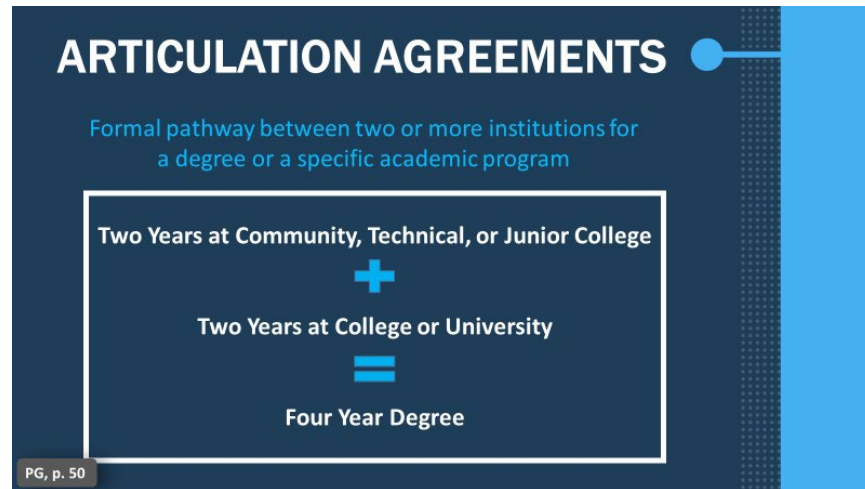 ARTICULATION AGREEMENTS
Formal pathway between two or more institutions for
a degree or a specific academic program
Two Years at Community, Technical, or Junior College
+
Two Years at College or University
=
Four Year Degree
PG, p. 50